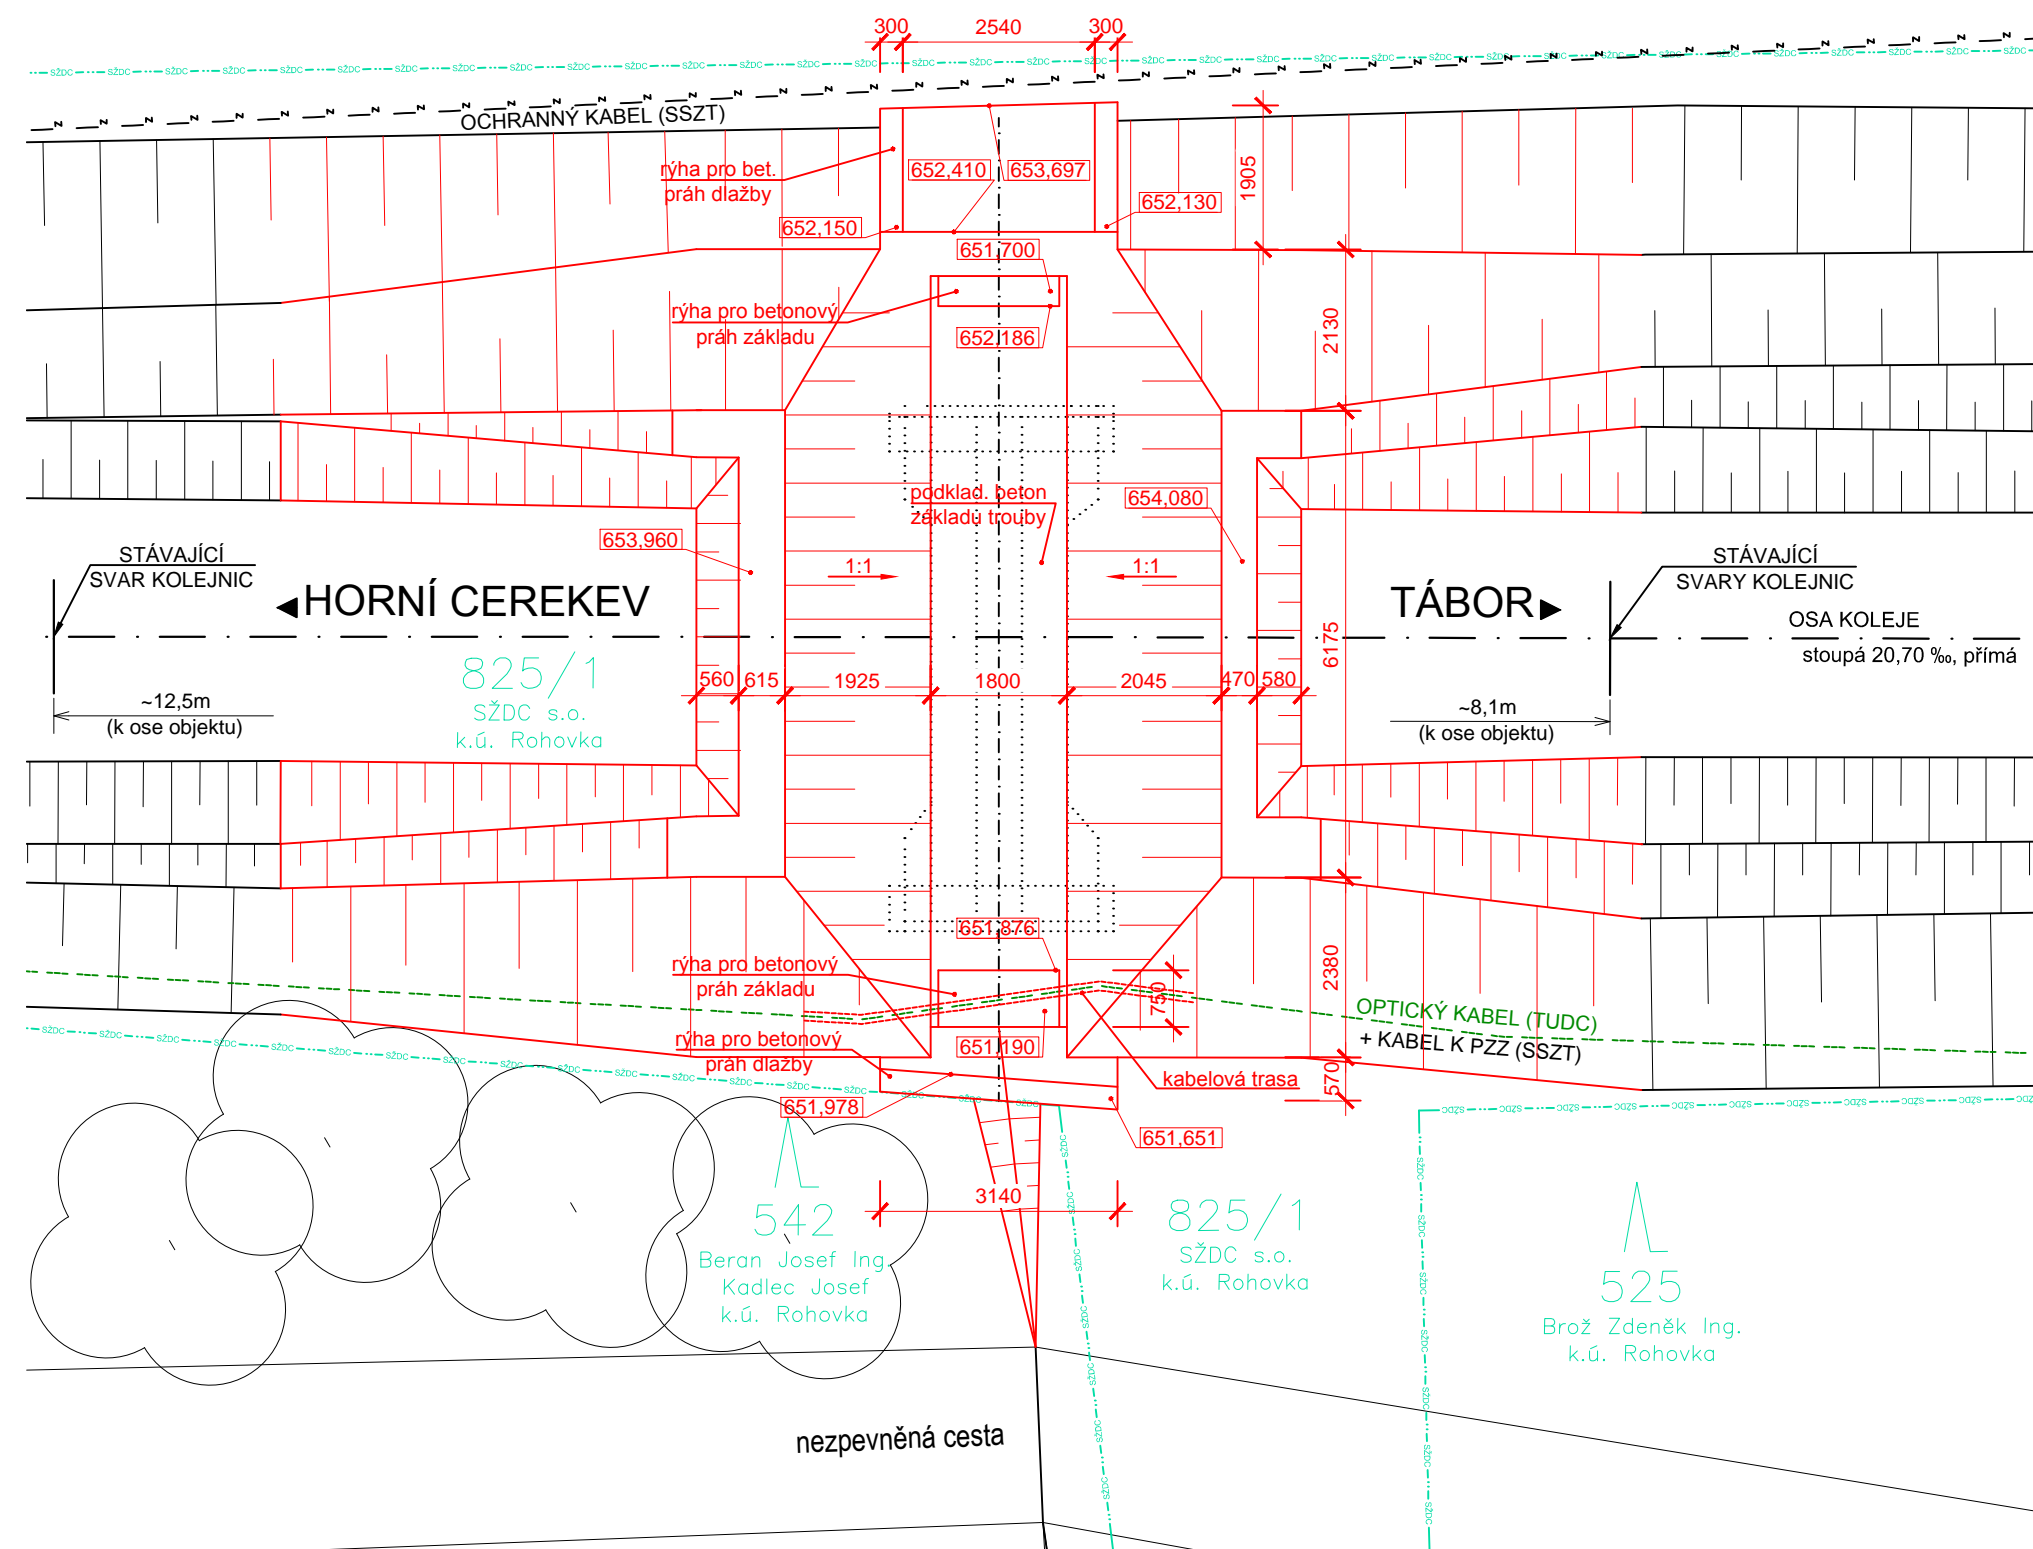 300
2540
300
OCHRANNÝ KABEL (SSZT)
rýha pro bet.
práh dlažby
652,410
653,697
652,150
652,130
1905
651,700
rýha pro betonový
práh základu
652,186
2130
podklad. beton
základu trouby
654,080
653,960
STÁVAJÍCÍ
SVAR KOLEJNIC
1:1
1:1
STÁVAJÍCÍ
SVARY KOLEJNIC
HORNÍ CEREKEV
TÁBOR
OSA KOLEJE
stoupá 20,70 ‰, přímá
6175
825/1
SŽDC s.o.
k.ú. Rohovka
560
615
1925
1800
2045
470
580
~12,5m
(k ose objektu)
~8,1m
(k ose objektu)
651,876
rýha pro betonový
práh základu
750
2380
OPTICKÝ KABEL (TUDC)
+ KABEL K PZZ (SSZT)
rýha pro betonový
práh dlažby
651,190
kabelová trasa
570
651,978
651,651
3140
542
Beran Josef Ing.
Kadlec Josef
k.ú. Rohovka
825/1
SŽDC s.o.
k.ú. Rohovka
525
Brož Zdeněk Ing.
k.ú. Rohovka
nezpevněná cesta